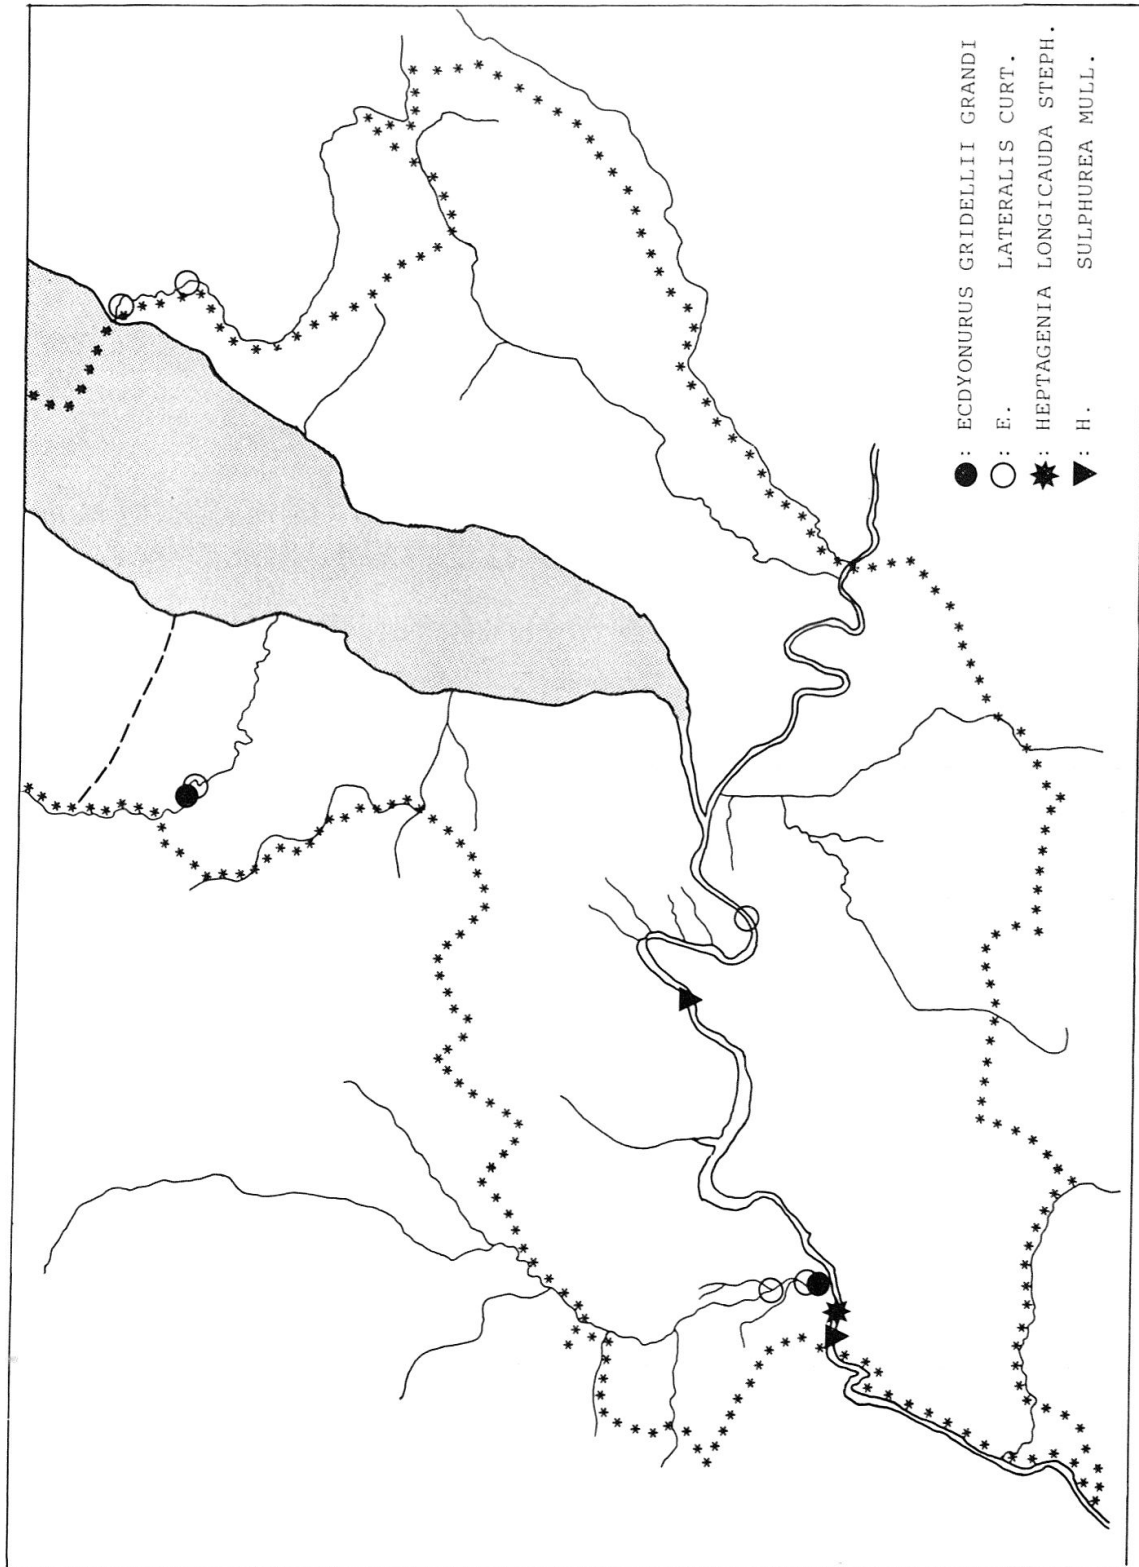 ●: ECDYONURUS GRIDELLII GRANDI
○: E. LATERALIS CURT.
✷: HEPTAGENIA LONGICAUDA STEPH.
▼: H. SULPHUREA MULL.